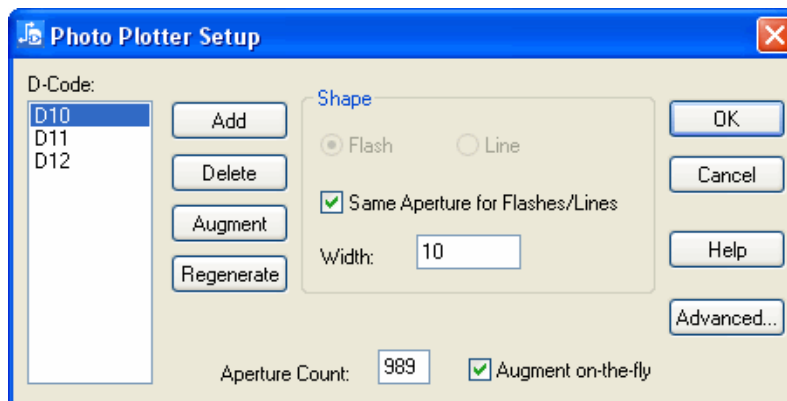 Photo Plotter Setup
D-Code:
D10
D11
D12
Add
Delete
Augment
Regenerate
Shape
Flash
Line
Same Aperture for Flashes/Lines
Width:
10
OK
Cancel
Help
Advanced...
Aperture Count:
989
Augment on-the-fly